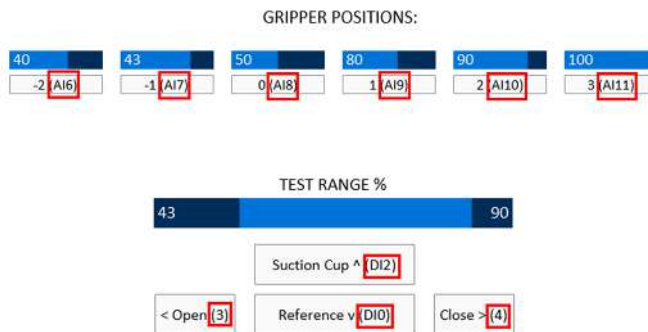 GRIPPER POSITIONS:
40 43 50 80 90 100
-2 (AI6) -1 (AI7) 0 (AI8) 1 (AI9) 2 (AI10) 3 (AI11)
TEST RANGE %
43 90
Suction Cup ^ (DI2)
< Open (3) Reference v (DI0) Close > (4)